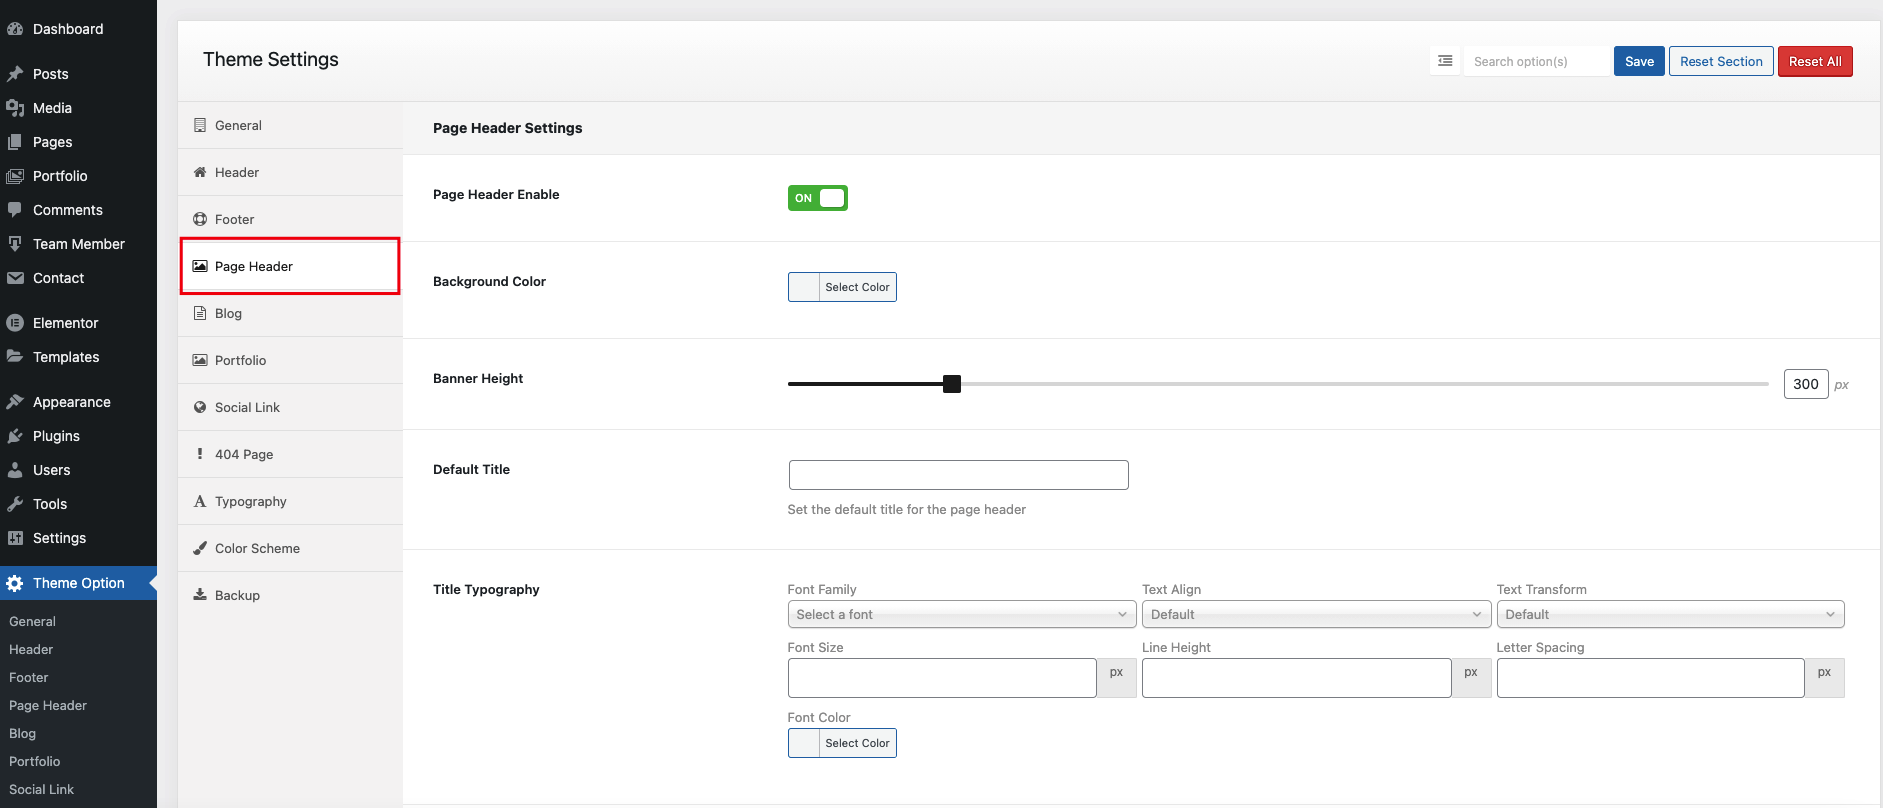 Dashboard
Posts
Media
Pages
Portfolio
Comments
Team Member
Contact
Elementor
Templates
Appearance
Plugins
Users
Tools
Settings
Theme Option
General
Header
Footer
Page Header
Blog
Portfolio
Social Link
Theme Settings
Search option(s)
Save
Reset Section
Reset All
General
Header
Footer
Page Header
Blog
Portfolio
Social Link
404 Page
Typography
Color Scheme
Backup
Page Header Settings
Page Header Enable
ON
Background Color
Select Color
Banner Height
300 px
Default Title
Set the default title for the page header
Title Typography
Font Family
Select a font
Text Align
Default
Text Transform
Default
Font Size
px
Line Height
px
Letter Spacing
px
Font Color
Select Color